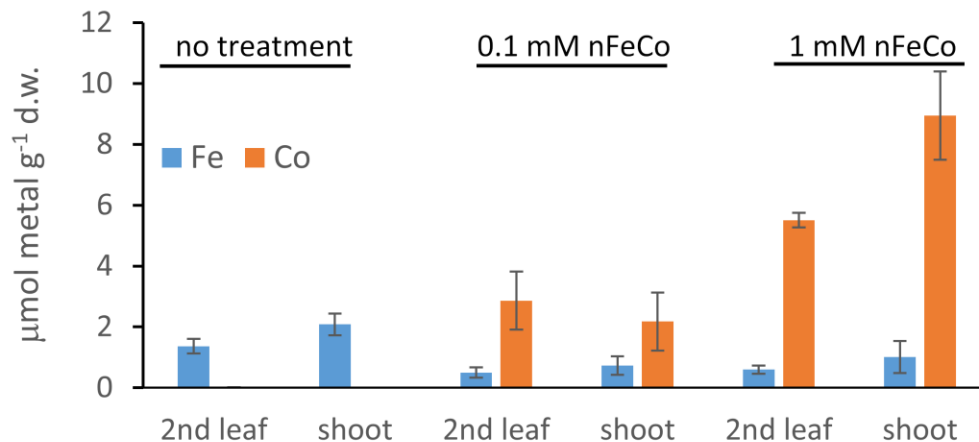 12
10
8
6
4
2
0
μmol metal g⁻¹ d.w.
no treatment
0.1 mM nFeCo
1 mM nFeCo
Fe Co
2nd leaf shoot 2nd leaf shoot 2nd leaf shoot